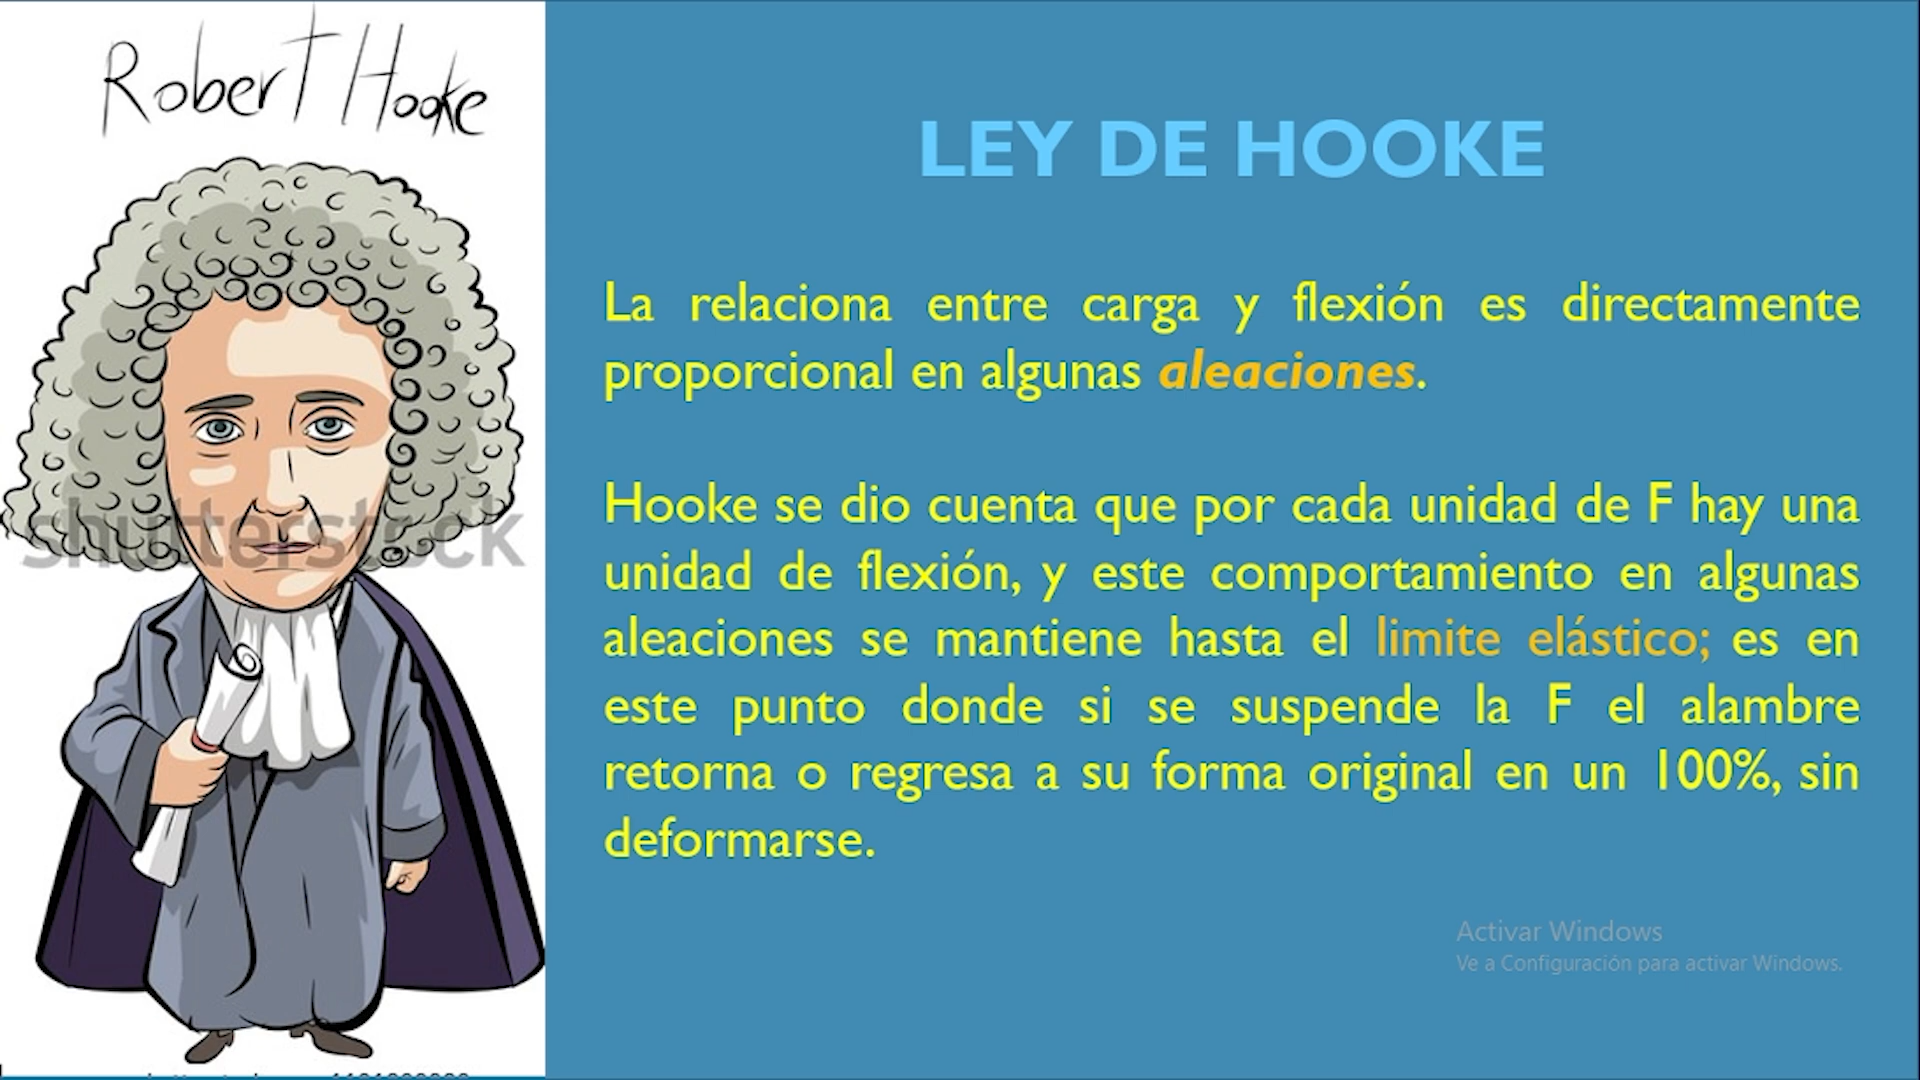 Robert Hooke
shutterstock
LEY DE HOOKE
La relaciona entre carga y flexión es directamente
proporcional en algunas aleaciones.
Hooke se dio cuenta que por cada unidad de F hay una
unidad de flexión, y este comportamiento en algunas
aleaciones se mantiene hasta el limite elástico; es en
este punto donde si se suspende la F el alambre
retorna o regresa a su forma original en un 100%, sin
deformarse.
Activar Windows
Ve a Configuración para activar Windows.